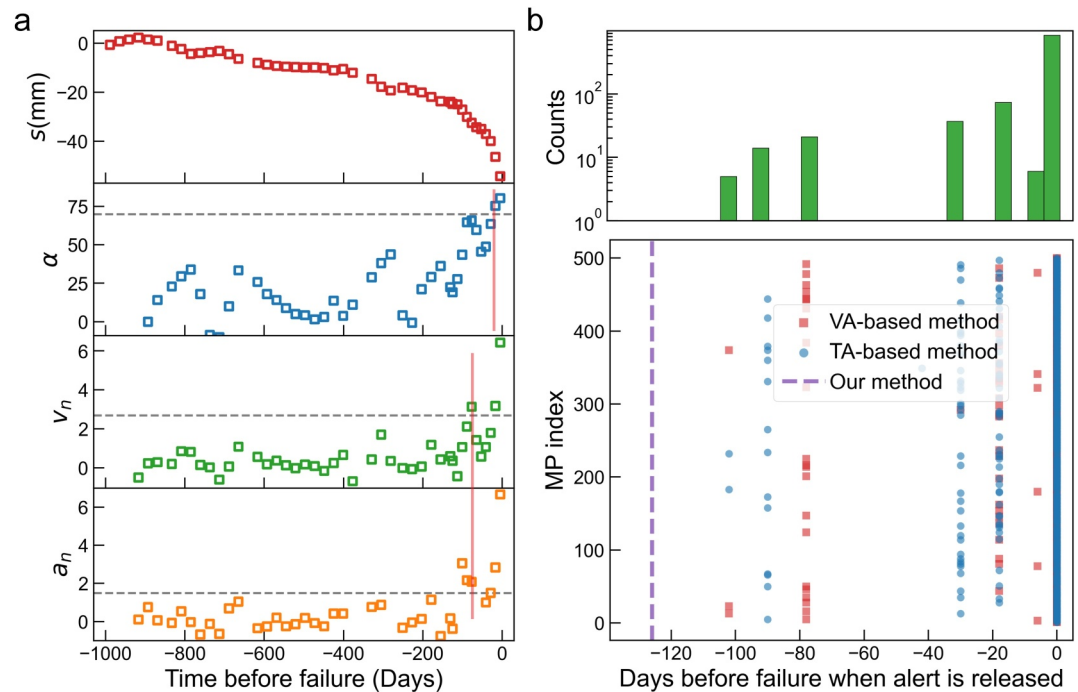 a
0
−20
−40
s(mm)
75
50
25
0
α
6
4
2
0
vₙ
6
4
2
0
aₙ
−1000 −800 −600 −400 −200 0
Time before failure (Days)
b
10²
10¹
10⁰
Counts
500
400
300
200
100
0
MP index
VA-based method
TA-based method
Our method
−120 −100 −80 −60 −40 −20 0
Days before failure when alert is released